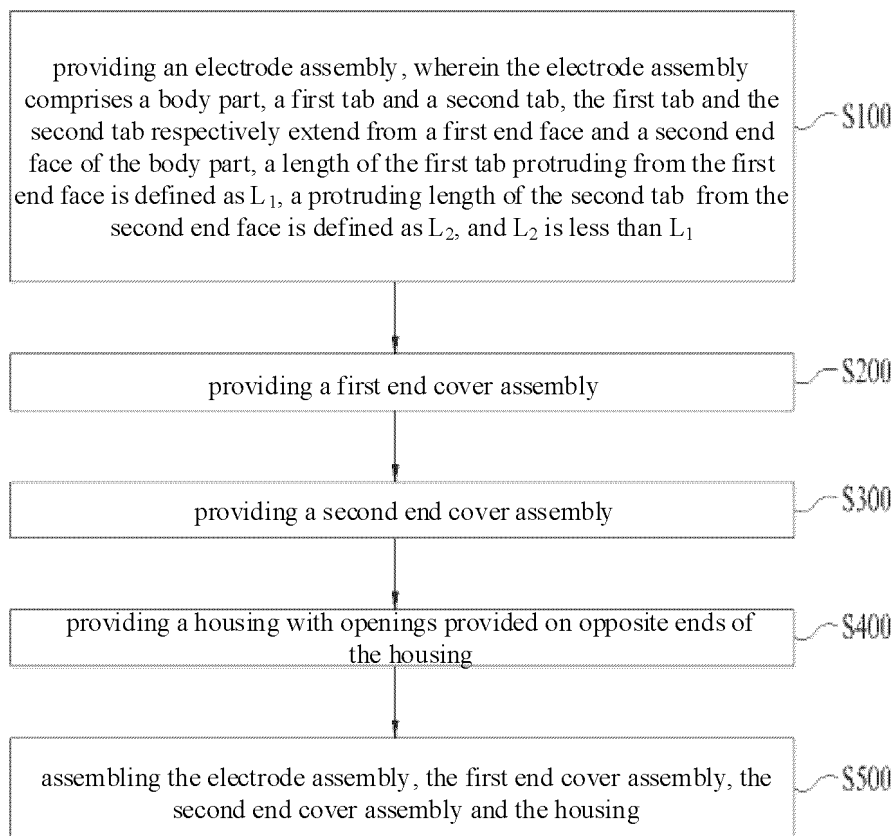 providing an electrode assembly, wherein the electrode assembly
comprises a body part, a first tab and a second tab, the first tab and the
second tab respectively extend from a first end face and a second end
face of the body part, a length of the first tab protruding from the first
end face is defined as L₁, a protruding length of the second tab from the
second end face is defined as L₂, and L₂ is less than L₁
S100
providing a first end cover assembly
S200
providing a second end cover assembly
S300
providing a housing with openings provided on opposite ends of
the housing
S400
assembling the electrode assembly, the first end cover assembly, the
second end cover assembly and the housing
S500